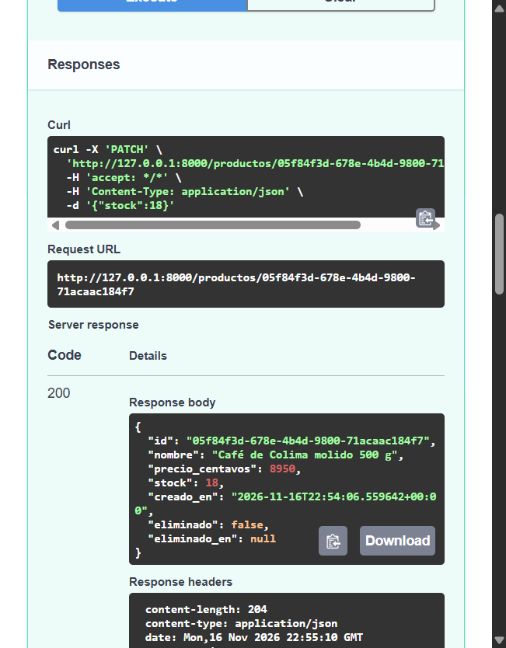 Execute
Clear
Responses
Curl
curl -X 'PATCH' \
  'http://127.0.0.1:8000/productos/05f84f3d-678e-4b4d-9800-71
  -H 'accept: */*' \
  -H 'Content-Type: application/json' \
  -d '{"stock":18}'
Request URL
http://127.0.0.1:8000/productos/05f84f3d-678e-4b4d-9800-
71acaac184f7
Server response
Code Details
200
Response body
{
  "id": "05f84f3d-678e-4b4d-9800-71acaac184f7",
  "nombre": "Café de Colima molido 500 g",
  "precio_centavos": 8950,
  "stock": 18,
  "creado_en": "2026-11-16T22:54:06.559642+00:0
0",
  "eliminado": false,
  "eliminado_en": null
}
Download
Response headers
content-length: 204
content-type: application/json
date: Mon,16 Nov 2026 22:55:10 GMT